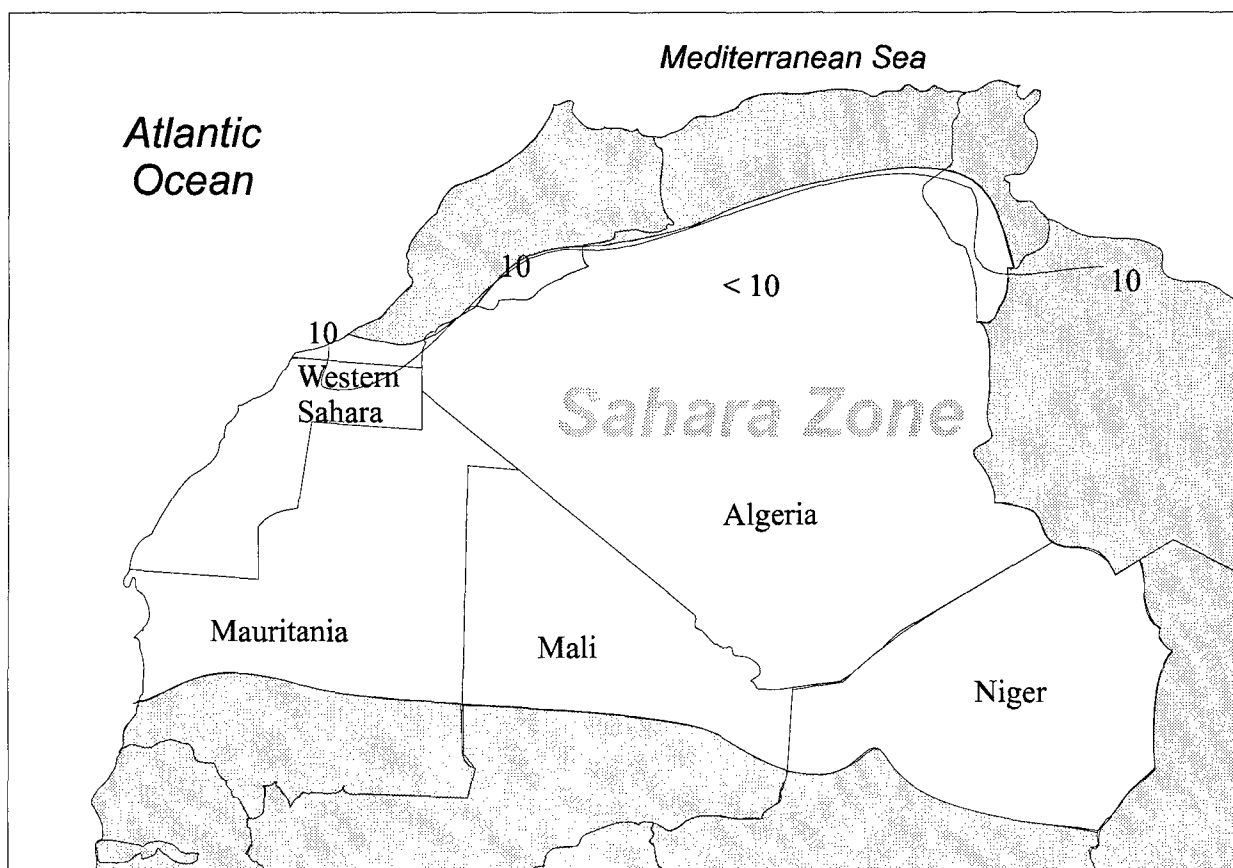 Mediterranean Sea
Atlantic
Ocean
10
< 10
10
10
Western
Sahara
Sahara Zone
Algeria
Mauritania
Mali
Niger